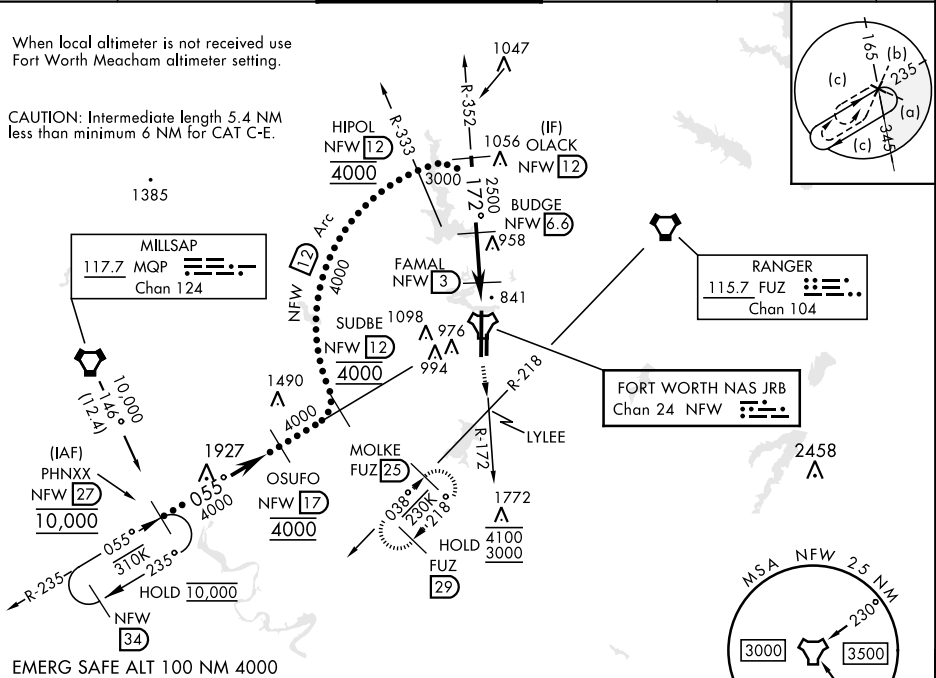 When local altimeter is not received use
Fort Worth Meacham altimeter setting.
CAUTION: Intermediate length 5.4 NM
less than minimum 6 NM for CAT C-E.
1385
MILLSAP
117.7 MQP
Chan 124
10,000
146°
(12.4)
(IAF)
PHNXX
NFW 27
10,000
055°
310K
235°
R-235
HOLD 10,000
NFW
34
EMERG SAFE ALT 100 NM 4000
1927
055°
4000
1490
4000
OSUFO
NFW 17
4000
SUDBE
NFW 12
4000
NFW 12 Arc
4000
HIPOL
NFW 12
4000
R-333
3000
R-352
1047
1056
(IF)
OLACK
NFW 12
172°
2500
BUDGE
NFW 6.6
958
FAMAL
NFW 3
841
1098
976
994
RANGER
115.7 FUZ
Chan 104
FORT WORTH NAS JRB
Chan 24 NFW
R-218
LYLEE
R-172
MOLKE
FUZ 25
038°
230K
218°
FUZ
29
HOLD
4100
3000
1772
2458
165
(b)
235
(c)
(a)
(c)
345
MSA NFW 25 NM
230°
3000
3500